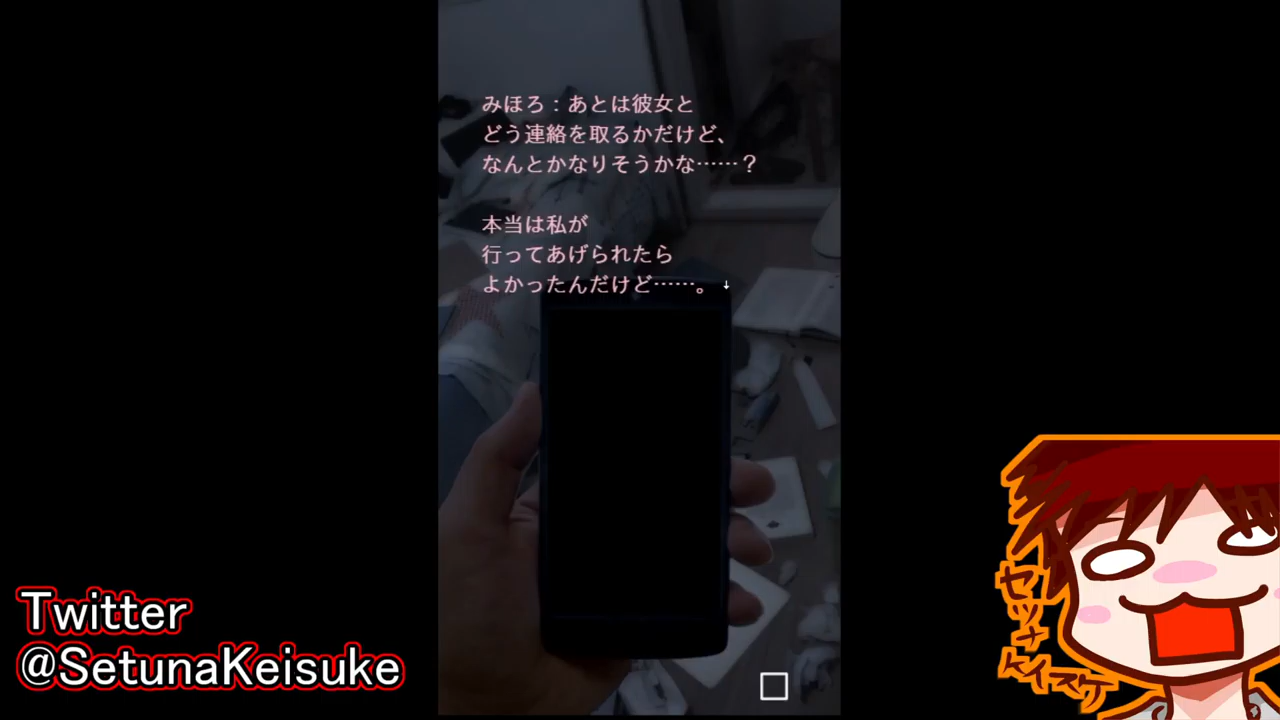 みほろ：あとは彼女と
どう連絡を取るかだけど、
なんとかなりそうかな……？
本当は私が
行ってあげられたら
よかったんだけど……。↓
Twitter
@SetunaKeisuke
セツナ
ケイスケ